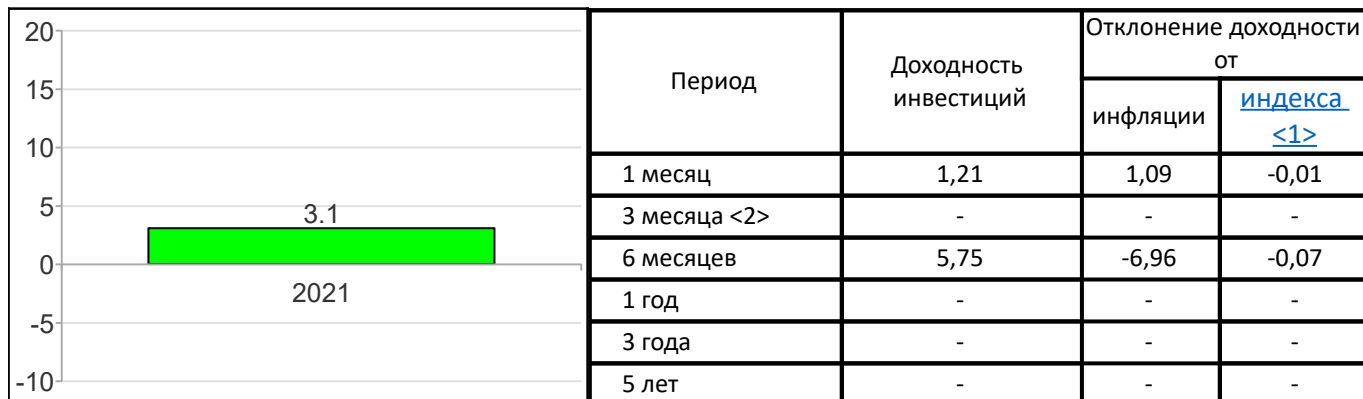 20
15
10
5
0
-5
-10
3.1
2021
Период
Доходность
инвестиций
Отклонение доходности
от
инфляции
индекса
<1>
1 месяц 1,21 1,09 -0,01
3 месяца <2> - - -
6 месяцев 5,75 -6,96 -0,07
1 год - - -
3 года - - -
5 лет - - -